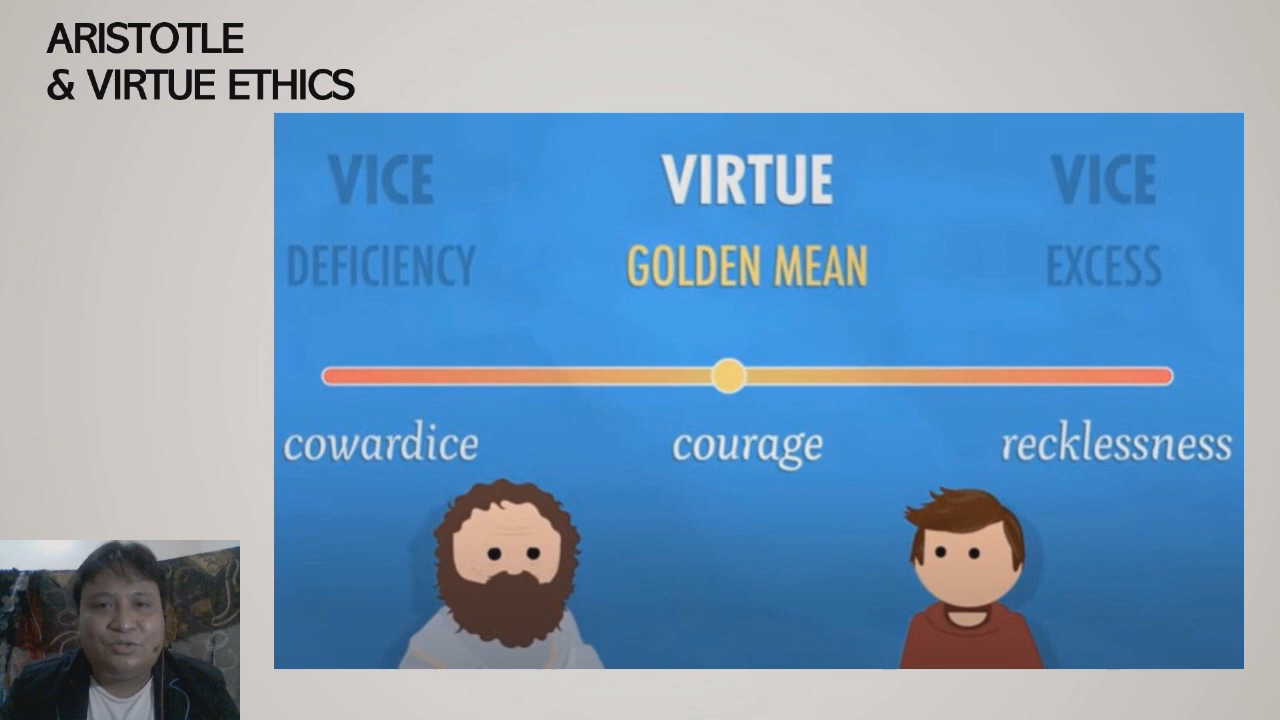 ARISTOTLE
& VIRTUE ETHICS
VICE VIRTUE VICE
DEFICIENCY GOLDEN MEAN EXCESS
cowardice courage recklessness